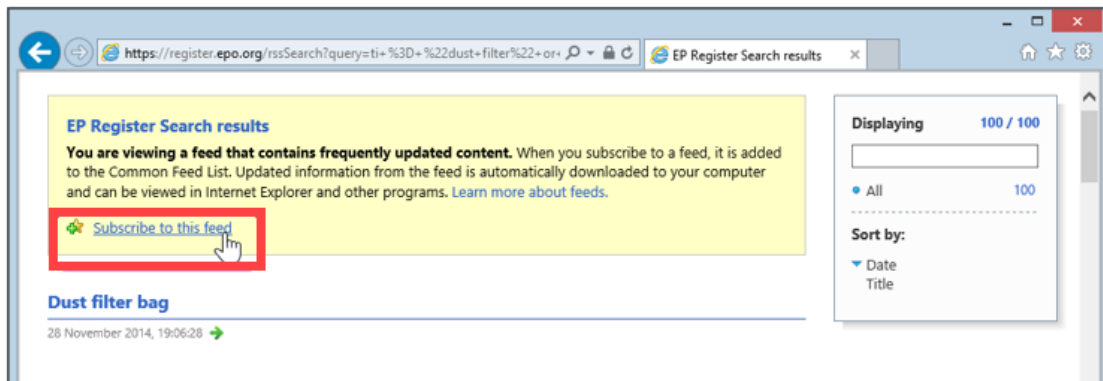 https://register.epo.org/rssSearch?query=ti+%3D+%22dust+filter%22+or+
EP Register Search results
EP Register Search results
You are viewing a feed that contains frequently updated content. When you subscribe to a feed, it is added
to the Common Feed List. Updated information from the feed is automatically downloaded to your computer
and can be viewed in Internet Explorer and other programs. Learn more about feeds.
Subscribe to this feed
Dust filter bag
28 November 2014, 19:06:28
Displaying 100 / 100
All 100
Sort by:
Date
Title